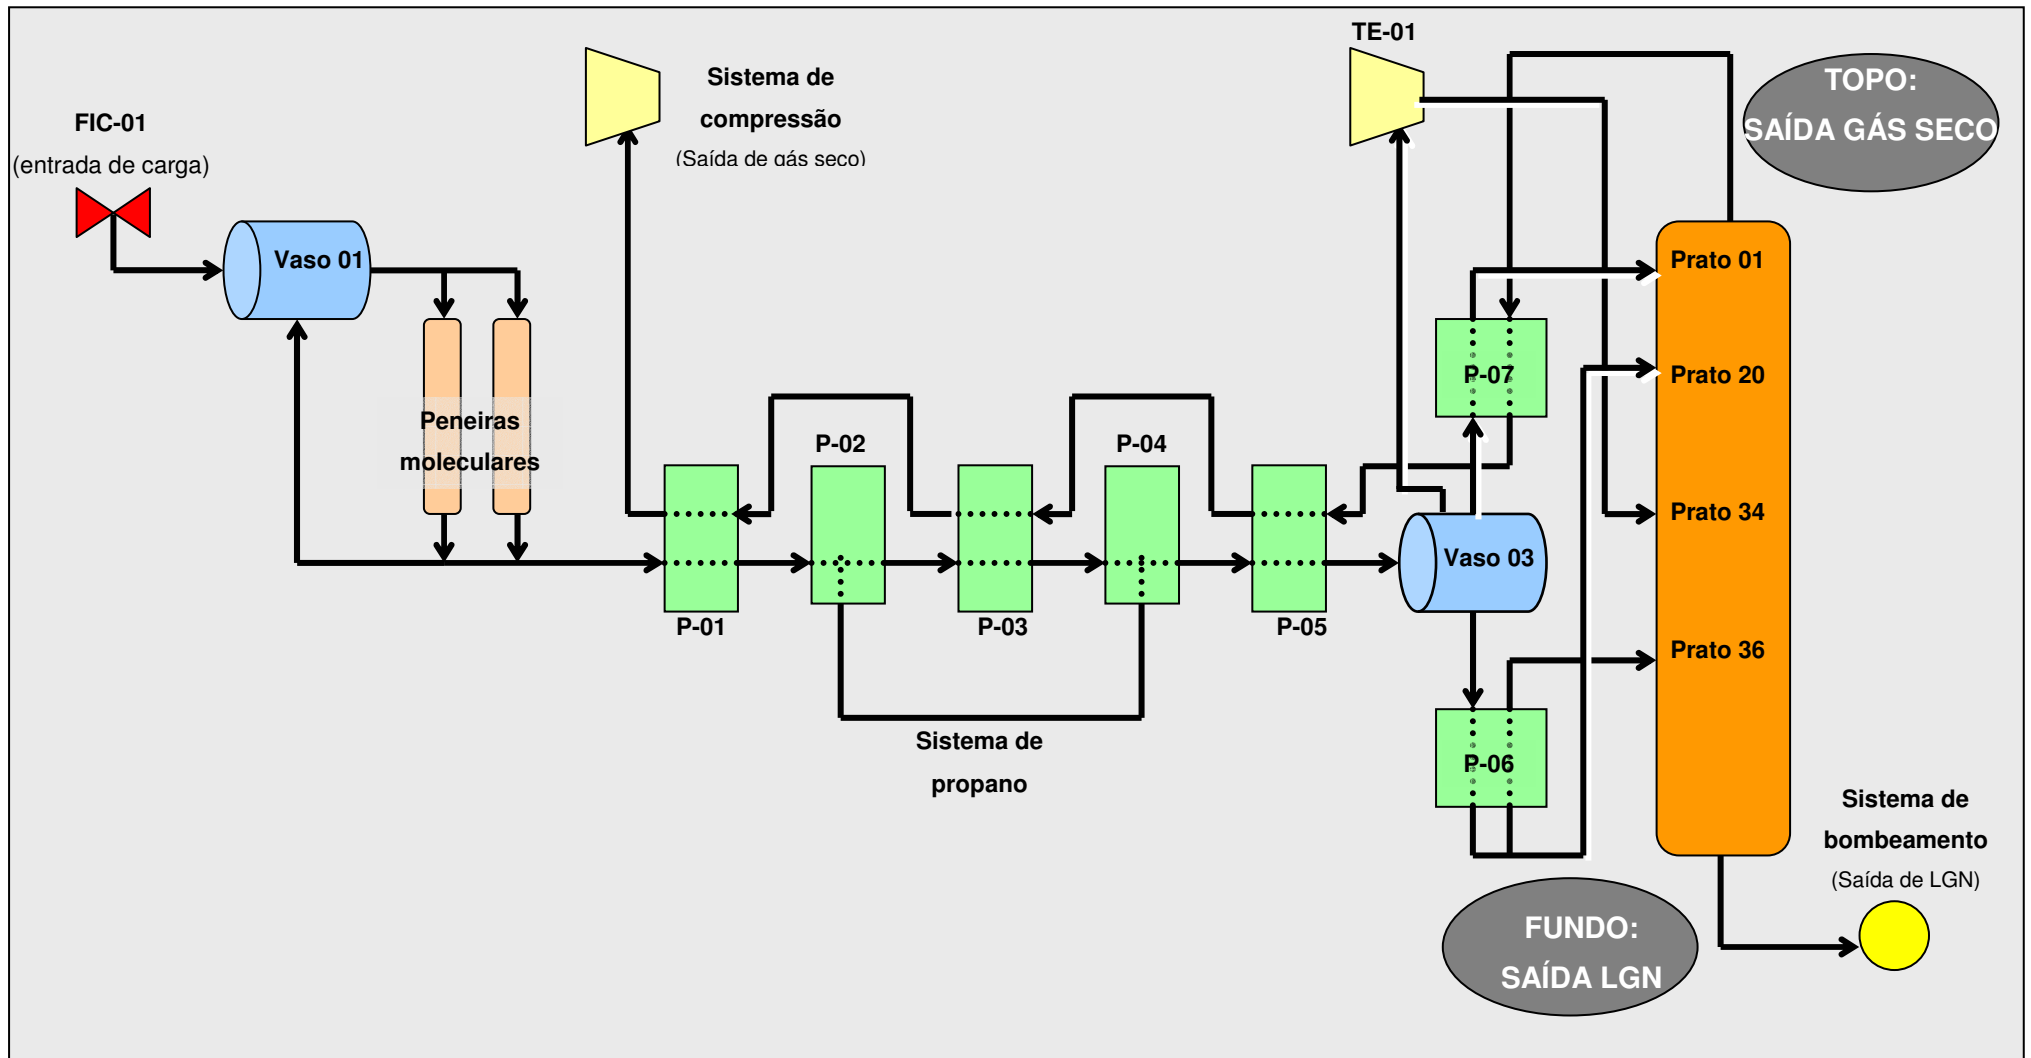 TE-01
TOPO:
SAÍDA GÁS SECO
Sistema de
compressão
(Saída de gás seco)
FIC-01
(entrada de carga)
Vaso 01
Prato 01
P-07
Prato 20
Peneiras
moleculares
P-02
P-04
Prato 34
Vaso 03
P-01
P-03
P-05
Prato 36
Sistema de
propano
P-06
Sistema de
bombeamento
(Saída de LGN)
FUNDO:
SAÍDA LGN